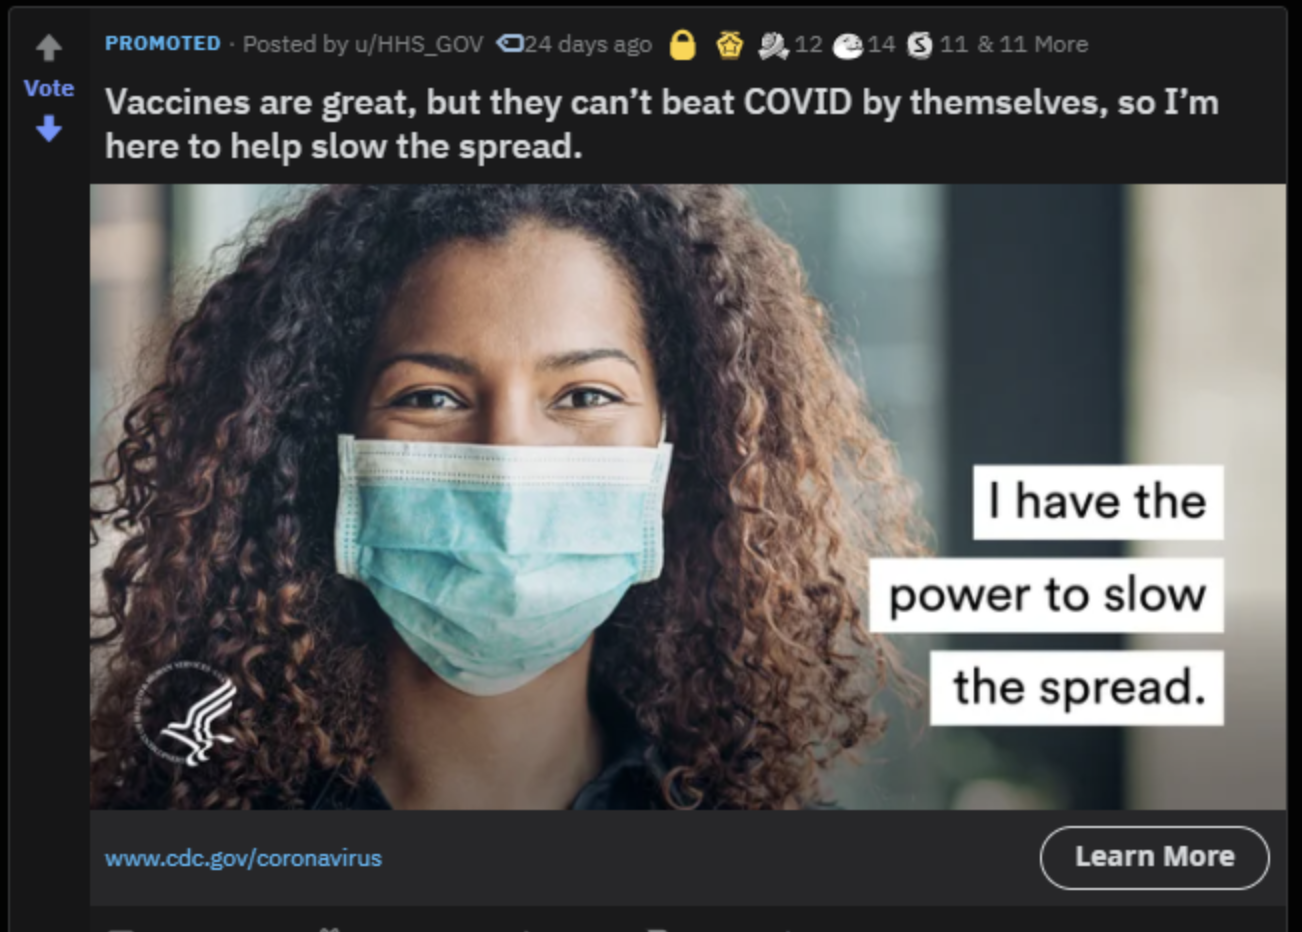 PROMOTED · Posted by u/HHS_GOV 24 days ago 12 14 S 11 & 11 More
Vote
Vaccines are great, but they can’t beat COVID by themselves, so I’m
here to help slow the spread.
I have the
power to slow
the spread.
www.cdc.gov/coronavirus
Learn More